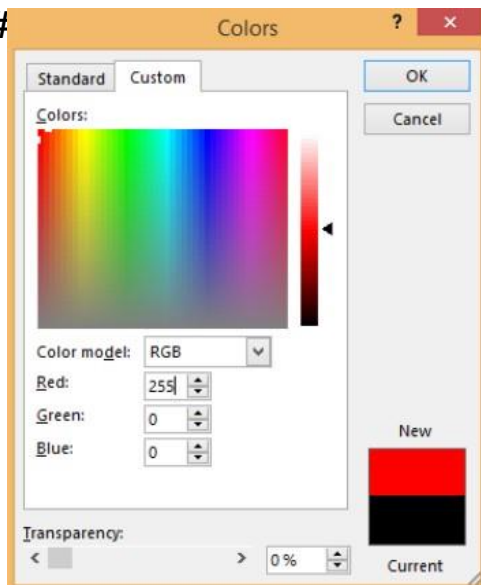 #
Colors ? ×
Standard Custom
OK
Colors:
Cancel
Color model: RGB
Red: 255
Green: 0
Blue: 0
New
Transparency:
< > 0 %
Current